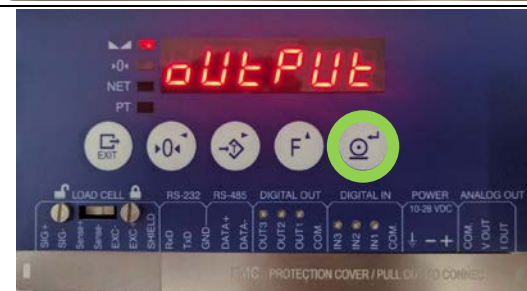 oUtPUt
→0←
NET
PT
EXIT
→0←
T
F
LOAD CELL
RS-232
RS-485
DIGITAL OUT
DIGITAL IN
POWER
ANALOG OUT
10-28 VDC
SIG+
SIG-
Sense+
Sense-
EXC-
EXC+
SHIELD
RxD
TxD
GND
DATA+
DATA-
OUT3
OUT2
OUT1
COM.
IN3
IN2
IN1
COM.
- +
COM.
V OUT
I OUT
EMC PROTECTION COVER / PULL OUT TO CONNECT